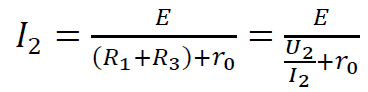 I₂ = E / ((R₁+R₃)+r₀) = E / (U₂/I₂ + r₀)